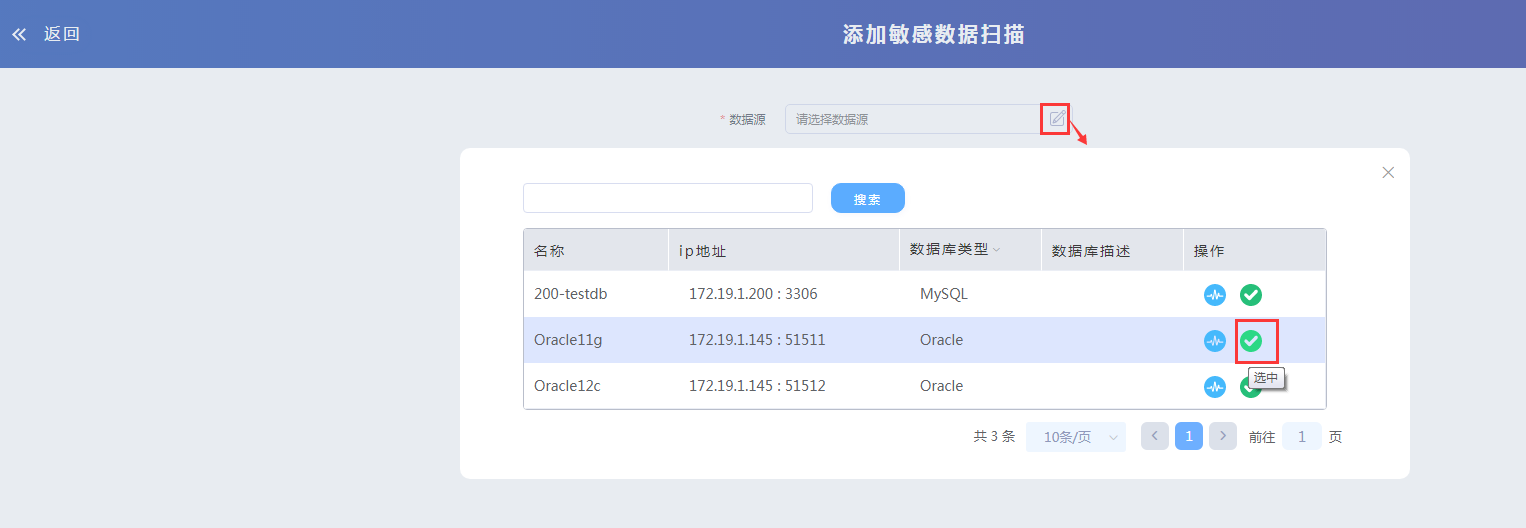 返回
添加敏感数据扫描
* 数据源 请选择数据源
搜索
名称 ip地址 数据库类型 数据库描述 操作
200-testdb 172.19.1.200 : 3306 MySQL
Oracle11g 172.19.1.145 : 51511 Oracle
选中
Oracle12c 172.19.1.145 : 51512 Oracle
共 3 条 10条/页 1 前往 1 页